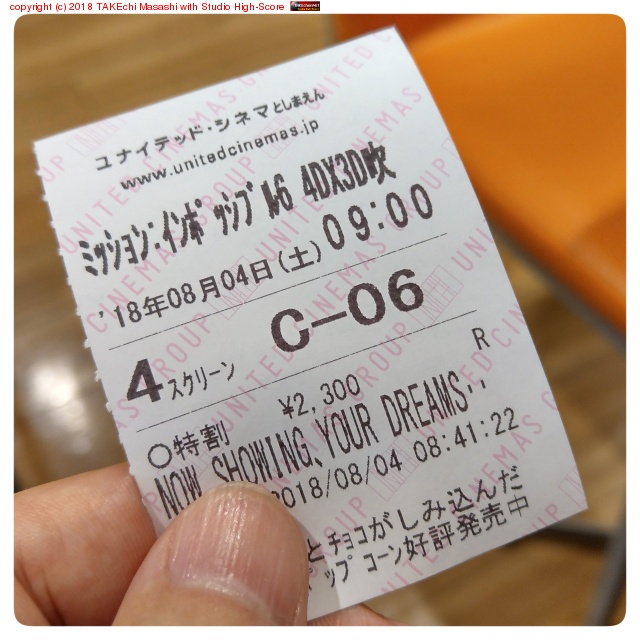 copyright (c) 2018 TAKEchi Masashi with Studio High-Score
ユナイテッド・シネマとしまえん
www.unitedcinemas.jp
ミッション:インポッシブル6 4DX3D吹
'18年08月04日(土)09:00
C-06
4スクリーン
R
¥2,300
○特割
NOW SHOWING、YOUR DREAMS・・
2018/08/04 08:41:22
とチョコがしみ込んだ
ップコーン好評発売中